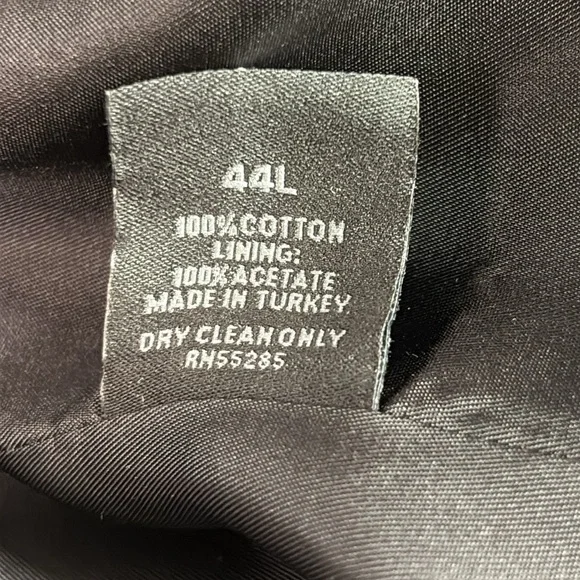 44L
100% COTTON
LINING:
100% ACETATE
MADE IN TURKEY
DRY CLEAN ONLY
RN55285